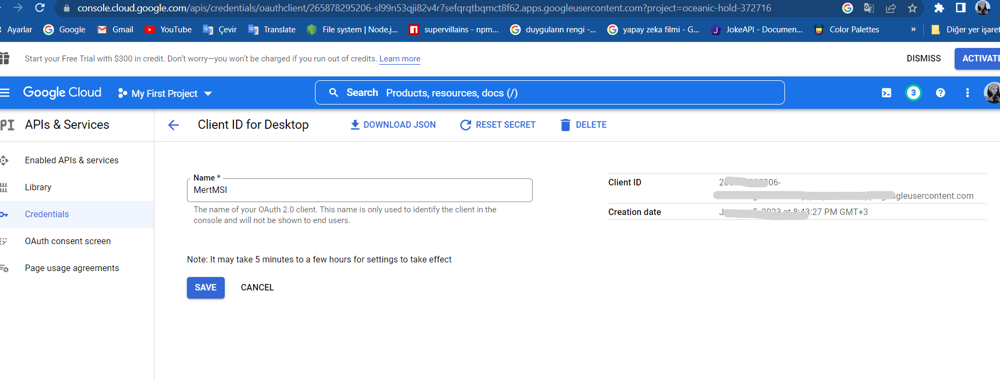 console.cloud.google.com/apis/credentials/oauthclient/265878295206-sl99n53qji82v4r7sefqrqtbqmct8f62.apps.googleusercontent.com?project=oceanic-hold-372716
Ayarlar Google Gmail YouTube Çevir Translate File system | Node.j... supervillains - npm... duyguların rengi -... yapay zeka filmi - G... JokeAPI - Documen... Color Palettes » Diğer yer işaret
Start your Free Trial with $300 in credit. Don't worry—you won't be charged if you run out of credits. Learn more DISMISS ACTIVATE
Google Cloud My First Project Search Products, resources, docs (/) 3
PI APIs & Services Client ID for Desktop DOWNLOAD JSON RESET SECRET DELETE
Enabled APIs & services
Library
Credentials
OAuth consent screen
Page usage agreements
Name *
MertMSI
The name of your OAuth 2.0 client. This name is only used to identify the client in the
console and will not be shown to end users.
Note: It may take 5 minutes to a few hours for settings to take effect
SAVE CANCEL
Client ID 2 06-
gleusercontent.com
Creation date J 3:27 PM GMT+3